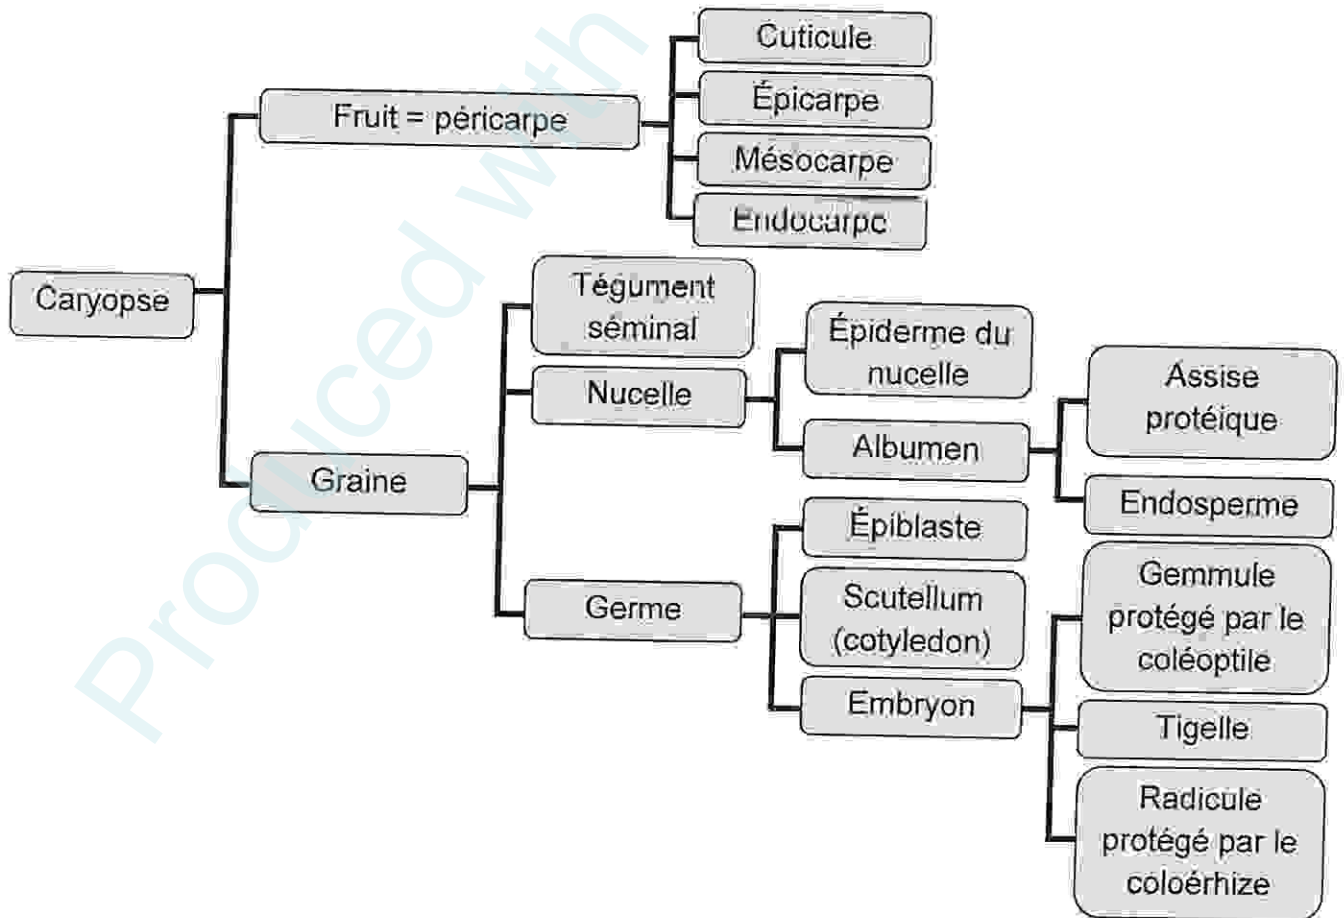 Caryopse
Fruit = péricarpe
Cuticule
Épicarpe
Mésocarpe
Endocarpe
Graine
Tégument
séminal
Nucelle
Épiderme du
nucelle
Albumen
Assise
protéique
Endosperme
Germe
Épiblaste
Scutellum
(cotyledon)
Embryon
Gemmule
protégé par le
coléoptile
Tigelle
Radicule
protégé par le
coloérhize
Produced with